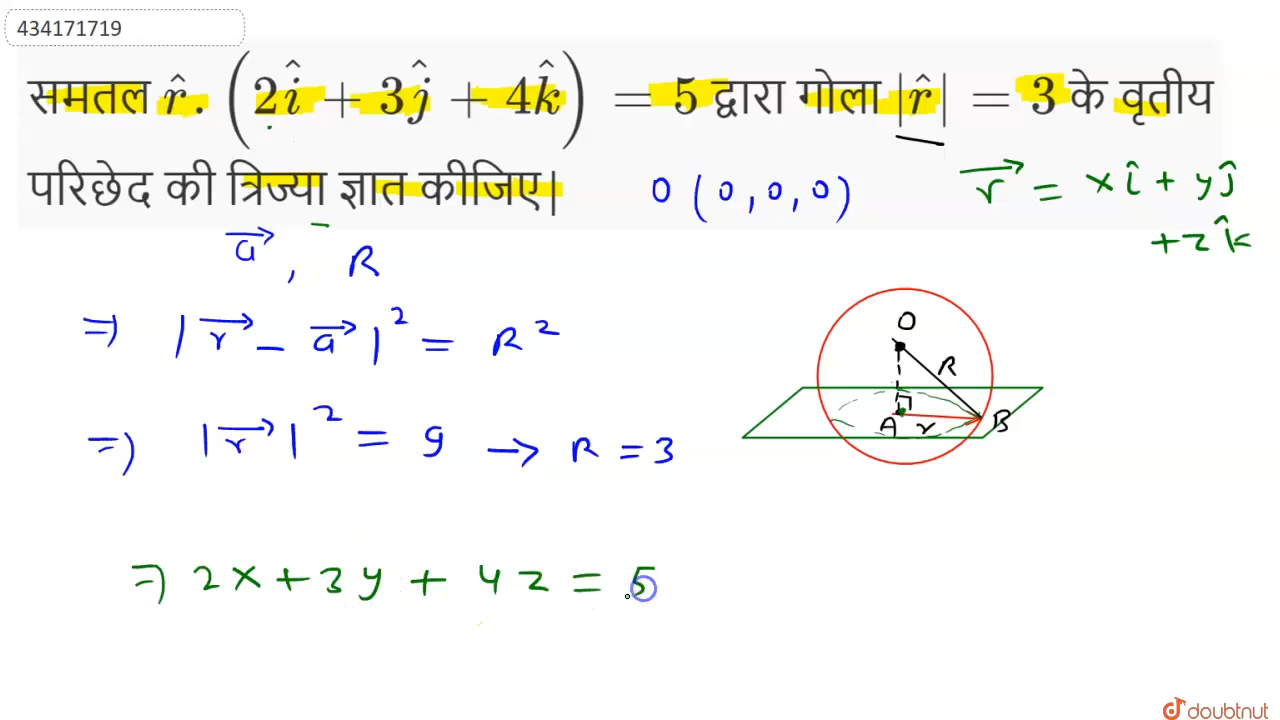 434171719
समतल r̂. (2î + 3ĵ + 4k̂) = 5 द्वारा गोला |r̂| = 3 के वृतीय
परिछेद की त्रिज्या ज्ञात कीजिए|
O (0, 0, 0)
r⃗ = xî + yĵ
+ zk̂
a⃗, R
⇒ |r⃗ - a⃗|² = R²
⇒ |r⃗|² = 9 → R = 3
O
R
A r B
⇒ 2x + 3y + 4z = 5
doubtnut